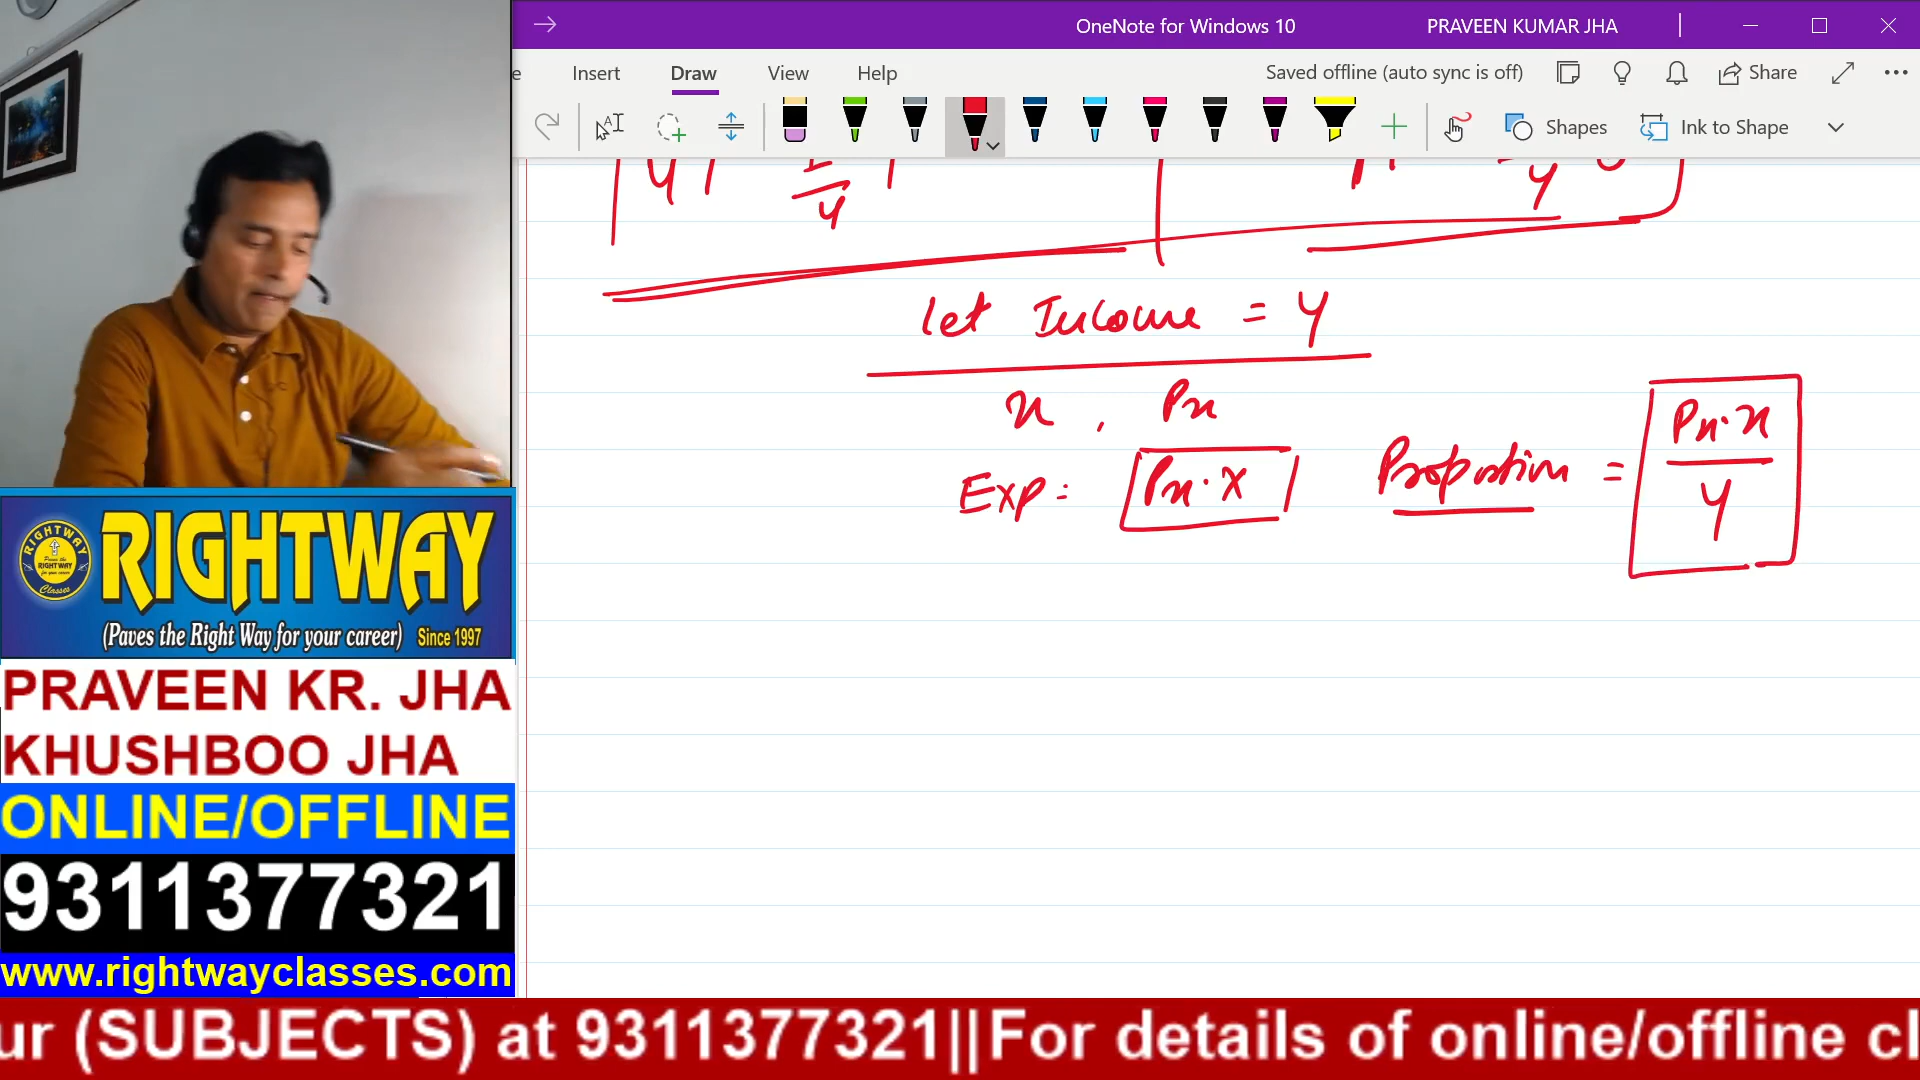 OneNote for Windows 10
PRAVEEN KUMAR JHA
e Insert Draw View Help
Saved offline (auto sync is off)
Share
Shapes
Ink to Shape
let Income = Y
x , Px
Exp = Px · X
Proportion = Px · x / Y
RIGHTWAY
RIGHTWAY
Classes
(Paves the Right Way for your career) Since 1997
PRAVEEN KR. JHA
KHUSHBOO JHA
ONLINE/OFFLINE
9311377321
www.rightwayclasses.com
ur (SUBJECTS) at 9311377321||For details of online/offline cl